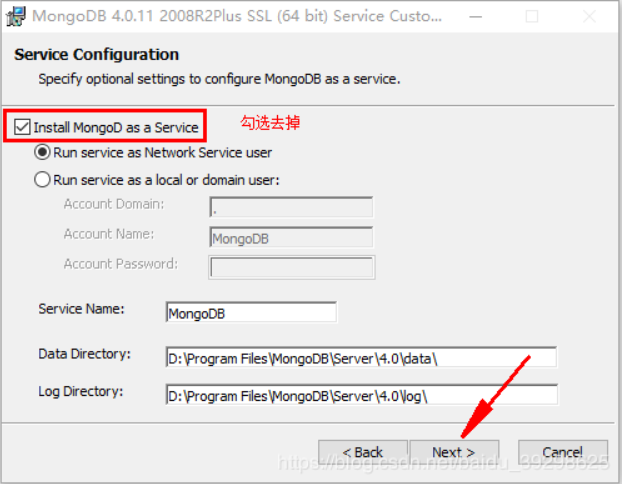 MongoDB 4.0.11 2008R2Plus SSL (64 bit) Service Custo...
Service Configuration
Specify optional settings to configure MongoDB as a service.
Install MongoD as a Service
勾选去掉
Run service as Network Service user
Run service as a local or domain user:
Account Domain:
.
Account Name:
MongoDB
Account Password:
Service Name:
MongoDB
Data Directory:
D:\Program Files\MongoDB\Server\4.0\data\
Log Directory:
D:\Program Files\MongoDB\Server\4.0\log\
< Back
Next >
Cancel
https://blog.csdn.net/baidu_39298625